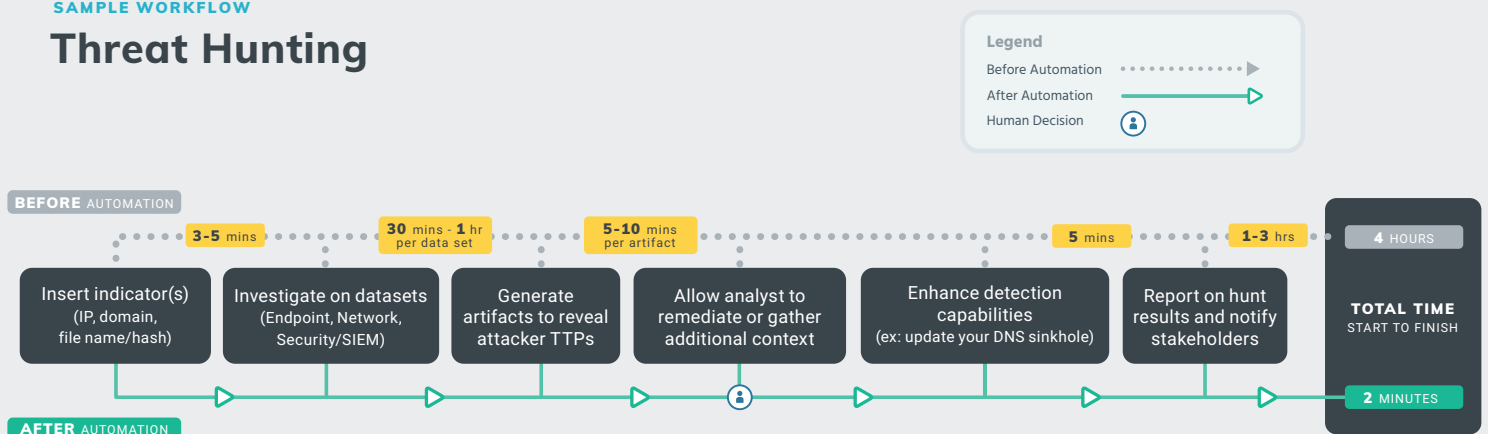 SAMPLE WORKFLOW
Threat Hunting
Legend
Before Automation
After Automation
Human Decision
BEFORE AUTOMATION
3-5 mins
30 mins - 1 hr
per data set
5-10 mins
per artifact
5 mins
1-3 hrs
4 HOURS
Insert indicator(s)
(IP, domain,
file name/hash)
Investigate on datasets
(Endpoint, Network,
Security/SIEM)
Generate
artifacts to reveal
attacker TTPs
Allow analyst to
remediate or gather
additional context
Enhance detection
capabilities
(ex: update your DNS sinkhole)
Report on hunt
results and notify
stakeholders
TOTAL TIME
START TO FINISH
2 MINUTES
AFTER AUTOMATION